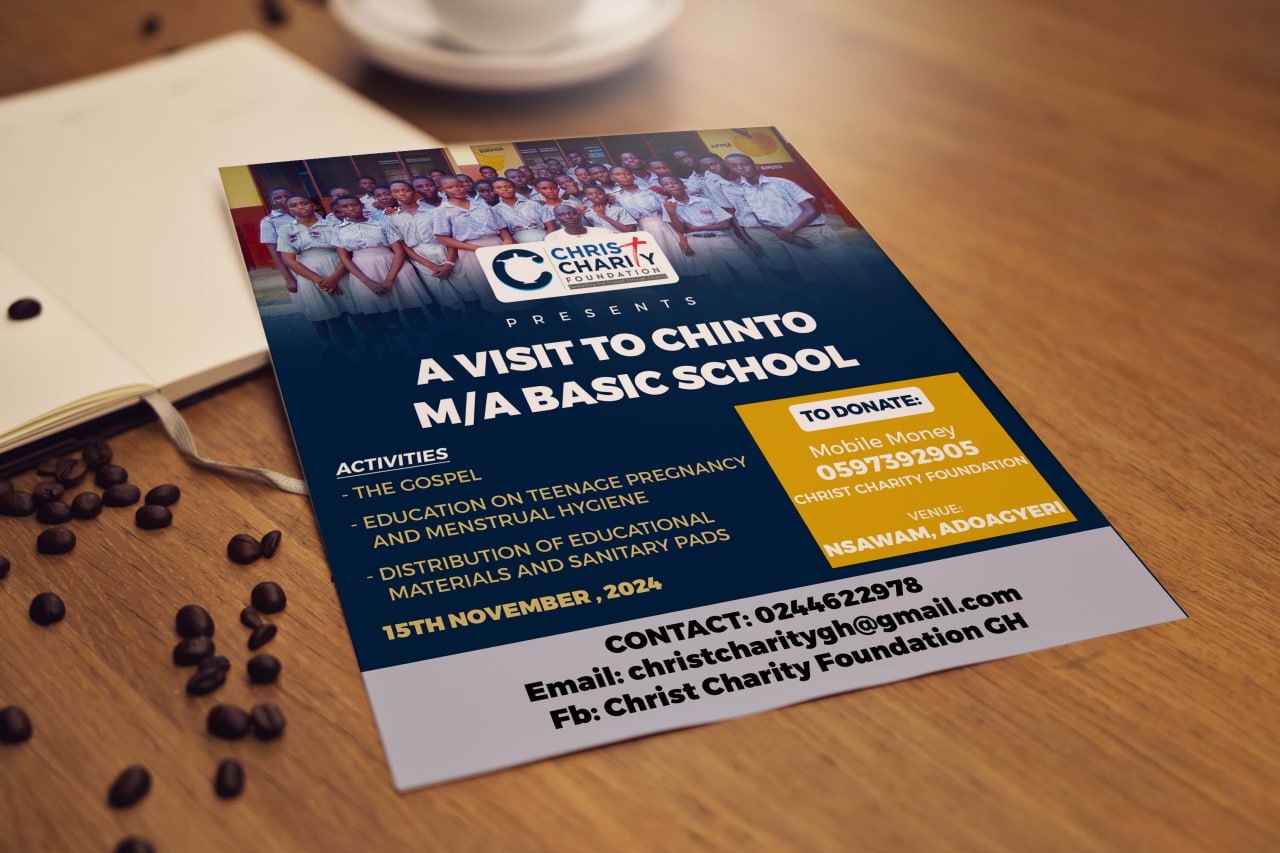 BANANA
APPLE
CHRIST
CHARITY
FOUNDATION
PRESENTS
A VISIT TO CHINTO
M/A BASIC SCHOOL
ACTIVITIES
- THE GOSPEL
- EDUCATION ON TEENAGE PREGNANCY
AND MENSTRUAL HYGIENE
- DISTRIBUTION OF EDUCATIONAL
MATERIALS AND SANITARY PADS
15TH NOVEMBER , 2024
TO DONATE:
Mobile Money
0597392905
CHRIST CHARITY FOUNDATION
VENUE:
NSAWAM, ADOAGYERI
CONTACT: 0244622978
Email: christcharitygh@gmail.com
Fb: Christ Charity Foundation GH